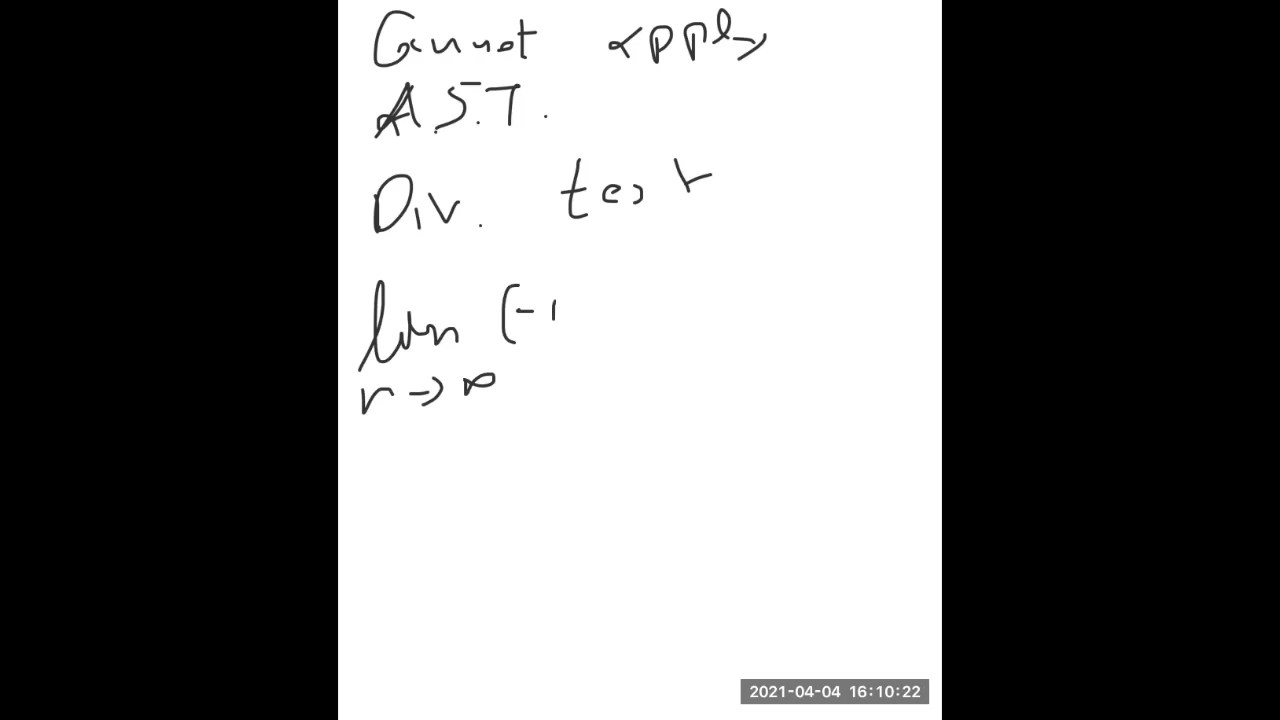 Cannot apply
A.S.T.
Div. test
lim (-1
n→∞
2021-04-04 16:10:22